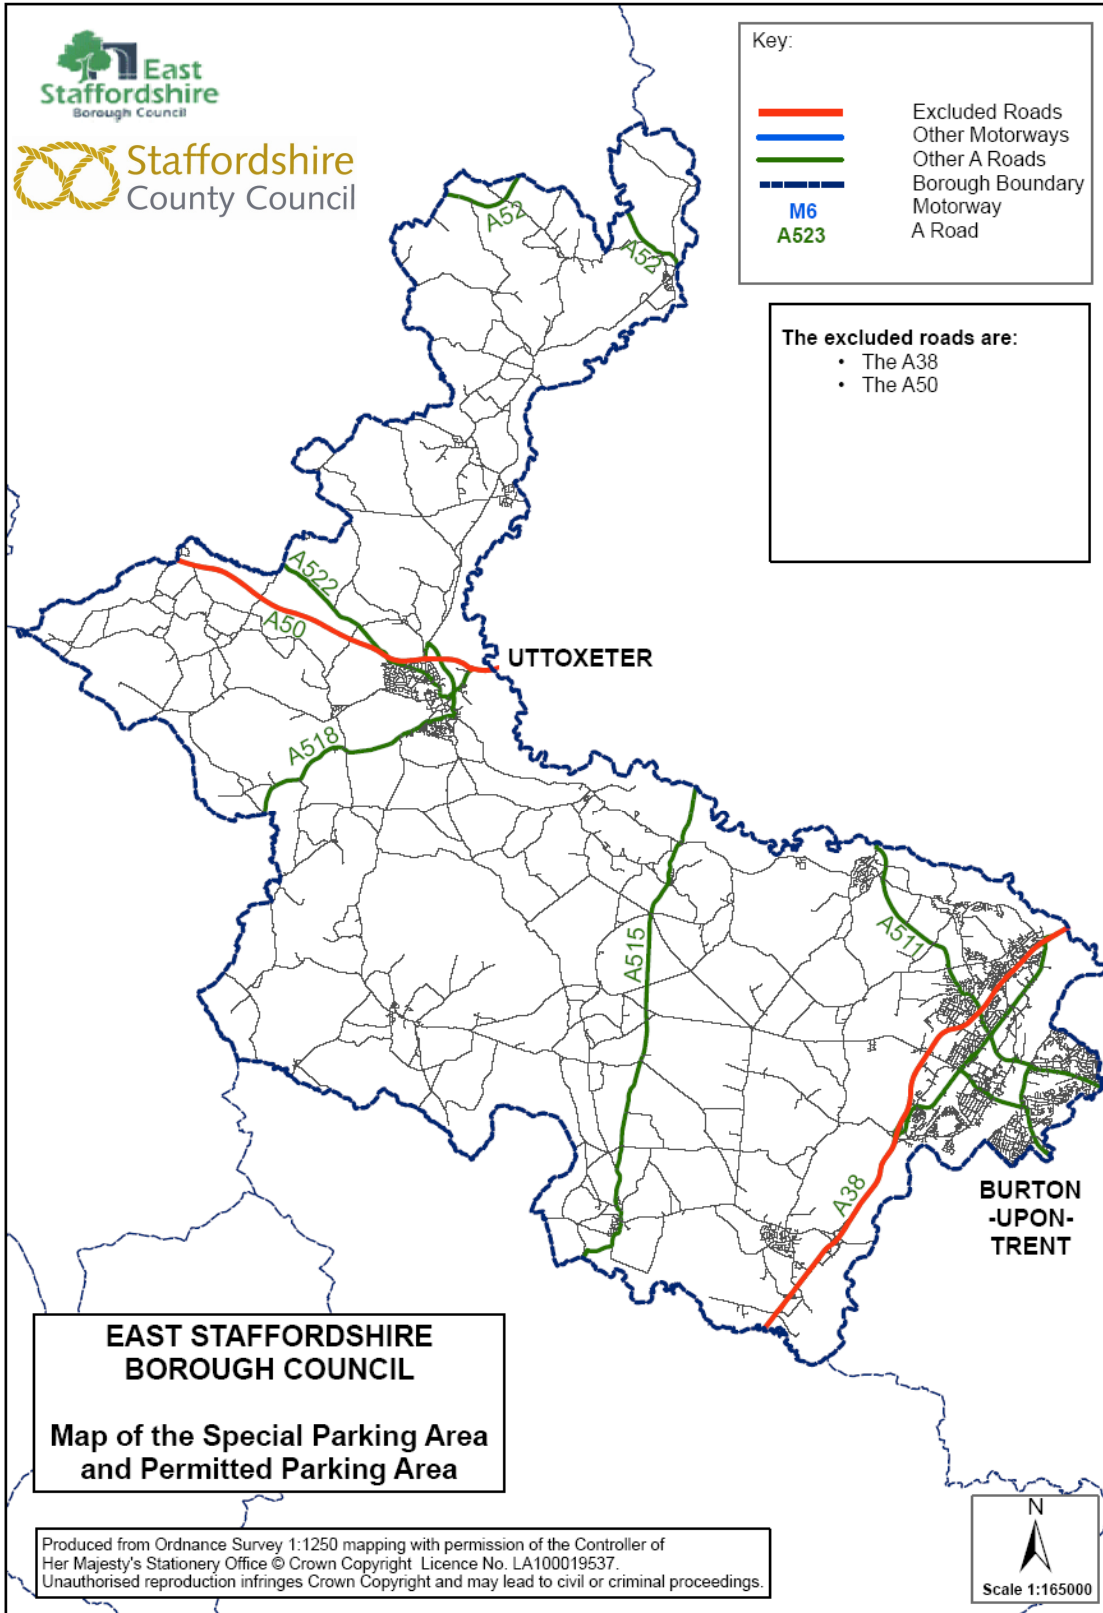 East
Staffordshire
Borough Council
Staffordshire
County Council
Key:
Excluded Roads
Other Motorways
Other A Roads
Borough Boundary
M6 Motorway
A523 A Road
The excluded roads are:
• The A38
• The A50
A52
A52
A522
A50
UTTOXETER
A518
A515
A511
A38
BURTON
-UPON-
TRENT
EAST STAFFORDSHIRE
BOROUGH COUNCIL
Map of the Special Parking Area
and Permitted Parking Area
Produced from Ordnance Survey 1:1250 mapping with permission of the Controller of
Her Majesty's Stationery Office © Crown Copyright Licence No. LA100019537.
Unauthorised reproduction infringes Crown Copyright and may lead to civil or criminal proceedings.
N
Scale 1:165000